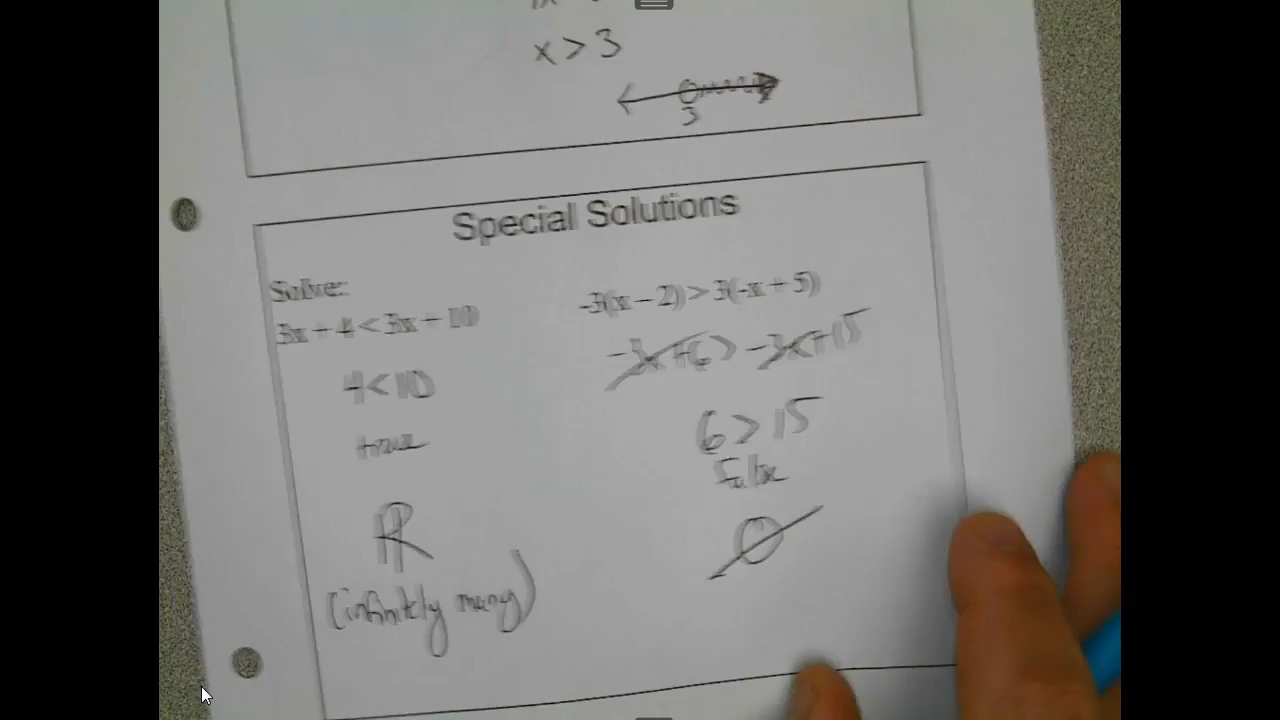 x > 3
3
Special Solutions
Solve:
3x + 4 < 3x + 10
4 < 10
true
ℝ
(infinitely many)
-3(x - 2) > 3(-x + 5)
-3x + 6 > -3x + 15
6 > 15
False
∅